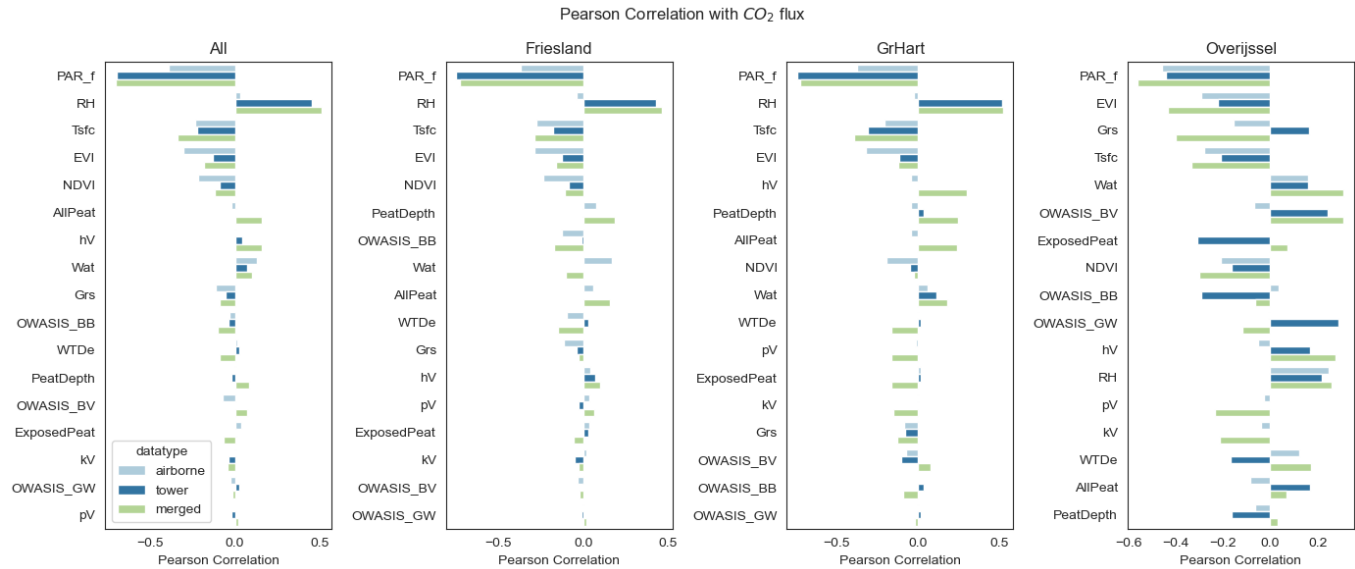 Pearson Correlation with CO₂ flux
All
PAR_f
RH
Tsfc
EVI
NDVI
AllPeat
hV
Wat
Grs
OWASIS_BB
WTDe
PeatDepth
OWASIS_BV
ExposedPeat
kV
OWASIS_GW
pV
datatype
airborne
tower
merged
−0.5 0.0 0.5
Pearson Correlation
Friesland
PAR_f
RH
Tsfc
EVI
NDVI
PeatDepth
OWASIS_BB
Wat
AllPeat
WTDe
Grs
hV
pV
ExposedPeat
kV
OWASIS_BV
OWASIS_GW
−0.5 0.0 0.5
Pearson Correlation
GrHart
PAR_f
RH
Tsfc
EVI
hV
PeatDepth
AllPeat
NDVI
Wat
WTDe
pV
ExposedPeat
kV
Grs
OWASIS_BV
OWASIS_BB
OWASIS_GW
−0.5 0.0 0.5
Pearson Correlation
Overijssel
PAR_f
EVI
Grs
Tsfc
Wat
OWASIS_BV
ExposedPeat
NDVI
OWASIS_BB
OWASIS_GW
hV
RH
pV
kV
WTDe
AllPeat
PeatDepth
−0.6 −0.4 −0.2 0.0 0.2
Pearson Correlation